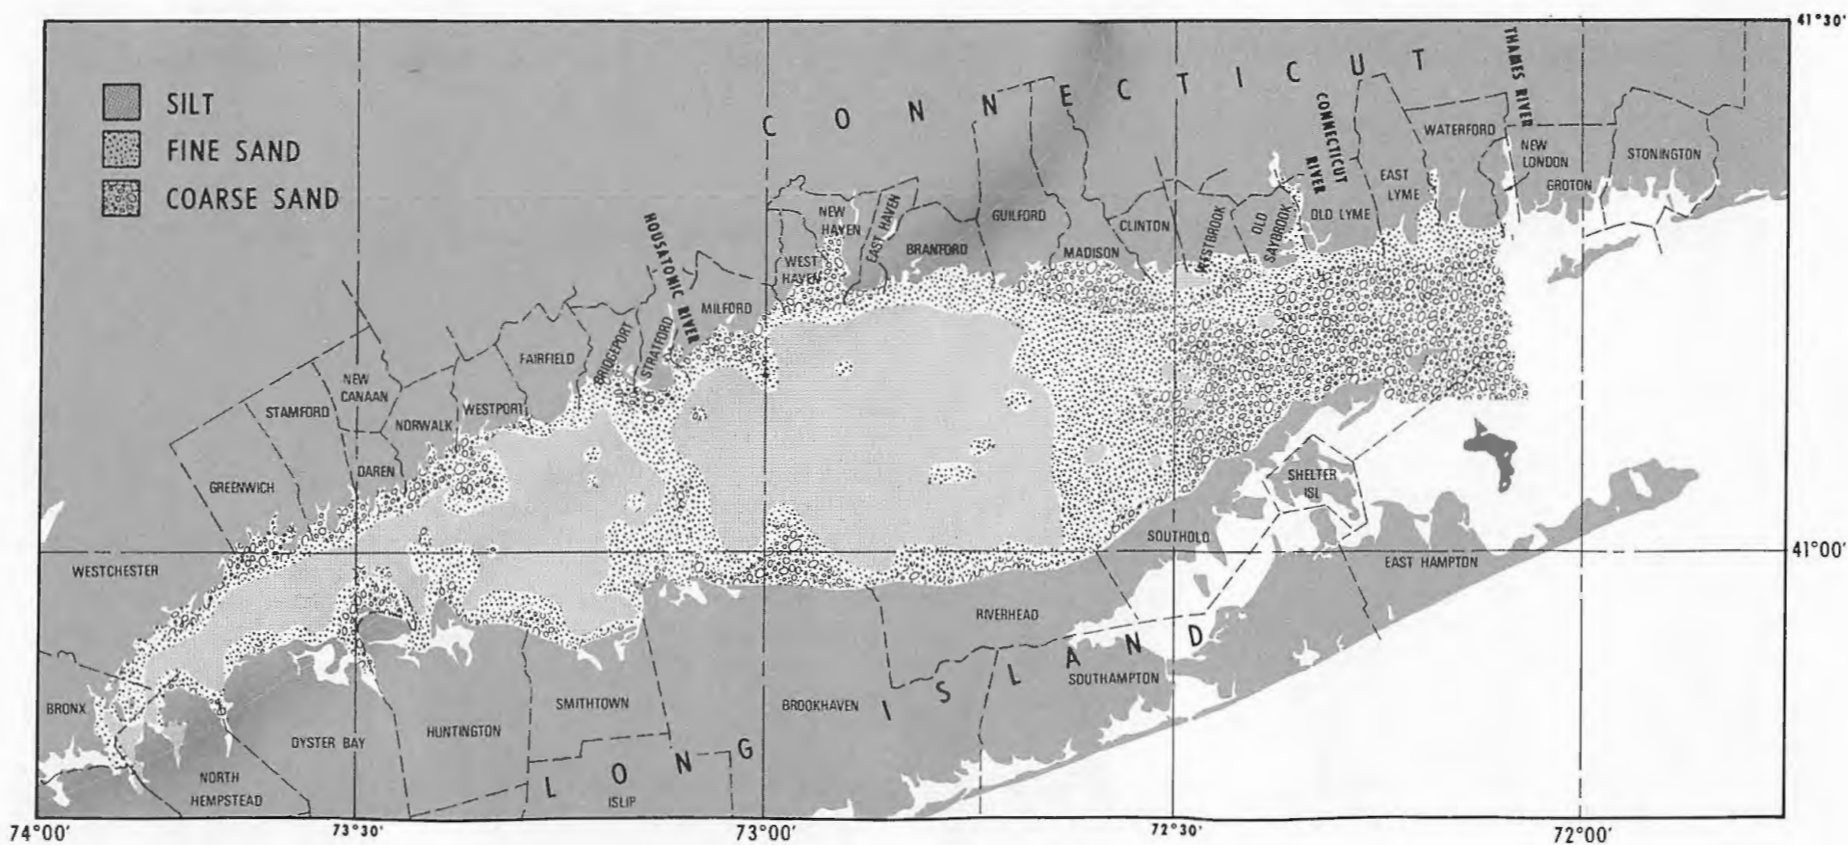 41°30'
SILT
FINE SAND
COARSE SAND
CONNECTICUT
THAMES RIVER
CONNECTICUT RIVER
HOUSATONIC RIVER
WATERFORD
NEW LONDON
GROTON
STONINGTON
EAST LYME
OLD LYME
OLD SAYBROOK
WESTBROOK
CLINTON
MADISON
GUILFORD
BRANFORD
EAST HAVEN
NEW HAVEN
WEST HAVEN
MILFORD
STRATFORD
BRIDGEPORT
FAIRFIELD
WESTPORT
NORWALK
NEW CANAAN
DAREN
STAMFORD
GREENWICH
WESTCHESTER
BRONX
NORTH HEMPSTEAD
OYSTER BAY
HUNTINGTON
SMITHTOWN
ISLIP
BROOKHAVEN
RIVERHEAD
SOUTHAMPTON
SOUTHOLD
SHELTER ISL
EAST HAMPTON
LONG ISLAND
41°00'
74°00'
73°30'
73°00'
72°30'
72°00'